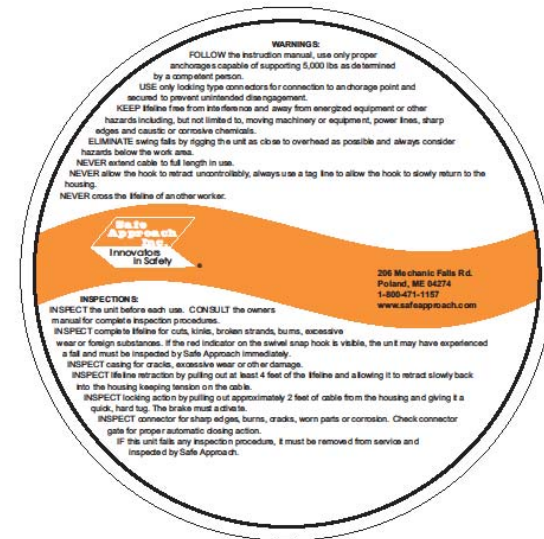 WARNINGS:
FOLLOW the instruction manual, use only proper
anchorages capable of supporting 5,000 lbs as determined
by a competent person.
USE only locking type connectors for connection to anchorage point and
secured to prevent unintended disengagement.
KEEP lifeline free from interference and away from energized equipment or other
hazards including, but not limited to, moving machinery or equipment, power lines, sharp
edges and caustic or corrosive chemicals.
ELIMINATE swing falls by rigging the unit as close to overhead as possible and always consider
hazards below the work area.
NEVER extend cable to full length in use.
NEVER allow the hook to retract uncontrollably, always use a tag line to allow the hook to slowly return to the
housing.
NEVER cross the lifeline of another worker.
Safe
Approach
Inc.
Innovators
in Safety
®
206 Mechanic Falls Rd.
Poland, ME 04274
1-800-471-1157
www.safeapproach.com
INSPECTIONS:
INSPECT the unit before each use. CONSULT the owners
manual for complete inspection procedures.
INSPECT complete lifeline for cuts, kinks, broken strands, burns, excessive
wear or foreign substances. If the red indicator on the swivel snap hook is visible, the unit may have experienced
a fall and must be inspected by Safe Approach immediately.
INSPECT casing for cracks, excessive wear or other damage.
INSPECT lifeline retraction by pulling out at least 4 feet of the lifeline and allowing it to retract slowly back
into the housing keeping tension on the cable.
INSPECT locking action by pulling out approximately 2 feet of cable from the housing and giving it a
quick, hard tug. The brake must activate.
INSPECT connector for sharp edges, burns, cracks, worn parts or corrosion. Check connector
gate for proper automatic closing action.
IF this unit fails any inspection procedure, it must be removed from service and
inspected by Safe Approach.